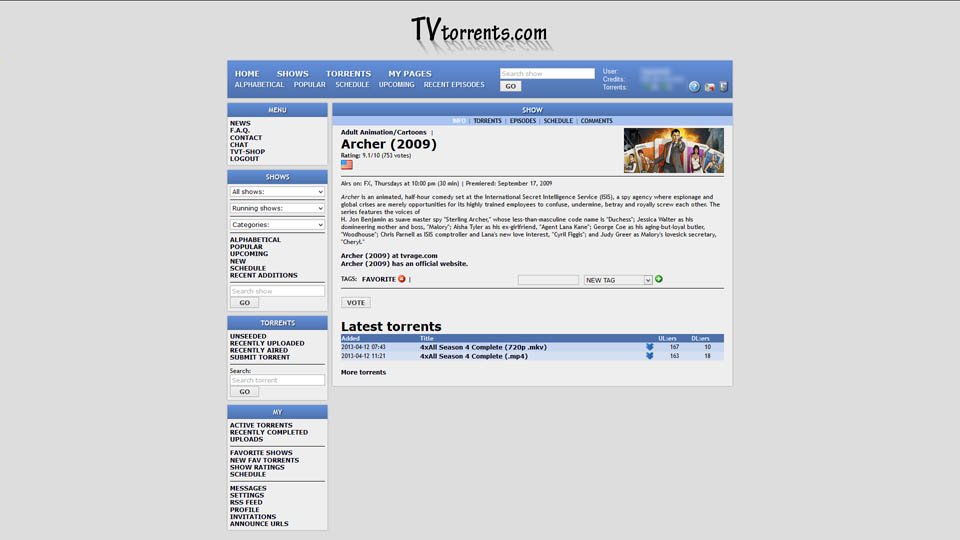 TVtorrents.com
HOME SHOWS TORRENTS MY PAGES
ALPHABETICAL POPULAR SCHEDULE UPCOMING RECENT EPISODES
Search show
GO
User:
Credits:
Torrents:
MENU
NEWS
F.A.Q.
CONTACT
CHAT
TVT-SHOP
LOGOUT
SHOWS
All shows:
Running shows:
Categories:
ALPHABETICAL
POPULAR
UPCOMING
NEW
SCHEDULE
RECENT ADDITIONS
Search show
GO
TORRENTS
UNSEEDED
RECENTLY UPLOADED
RECENTLY AIRED
SUBMIT TORRENT
Search:
Search torrent
GO
MY
ACTIVE TORRENTS
RECENTLY COMPLETED
UPLOADS
FAVORITE SHOWS
NEW FAV TORRENTS
SHOW RATINGS
SCHEDULE
MESSAGES
SETTINGS
RSS FEED
PROFILE
INVITATIONS
ANNOUNCE URLS
SHOW
INFO | TORRENTS | EPISODES | SCHEDULE | COMMENTS
Adult Animation/Cartoons |
Archer (2009)
Rating: 9.1/10 (753 votes)
Airs on: FX, Thursdays at 10:00 pm (30 min) | Premiered: September 17, 2009
Archer is an animated, half-hour comedy set at the International Secret Intelligence Service (ISIS), a spy agency where espionage and
global crises are merely opportunities for its highly trained employees to confuse, undermine, betray and royally screw each other. The
series features the voices of
H. Jon Benjamin as suave master spy "Sterling Archer," whose less-than-masculine code name is "Duchess"; Jessica Walter as his
domineering mother and boss, "Malory"; Aisha Tyler as his ex-girlfriend, "Agent Lana Kane"; George Coe as his aging-but-loyal butler,
"Woodhouse"; Chris Parnell as ISIS comptroller and Lana's new love interest, "Cyril Figgis"; and Judy Greer as Malory's lovesick secretary,
"Cheryl."
Archer (2009) at tvrage.com
Archer (2009) has an official website.
TAGS: FAVORITE |
NEW TAG
VOTE
Latest torrents
Added Title ULers DLers
2013-04-12 07:43 4xAll Season 4 Complete (720p .mkv) 167 10
2013-04-12 11:21 4xAll Season 4 Complete (.mp4) 163 18
More torrents